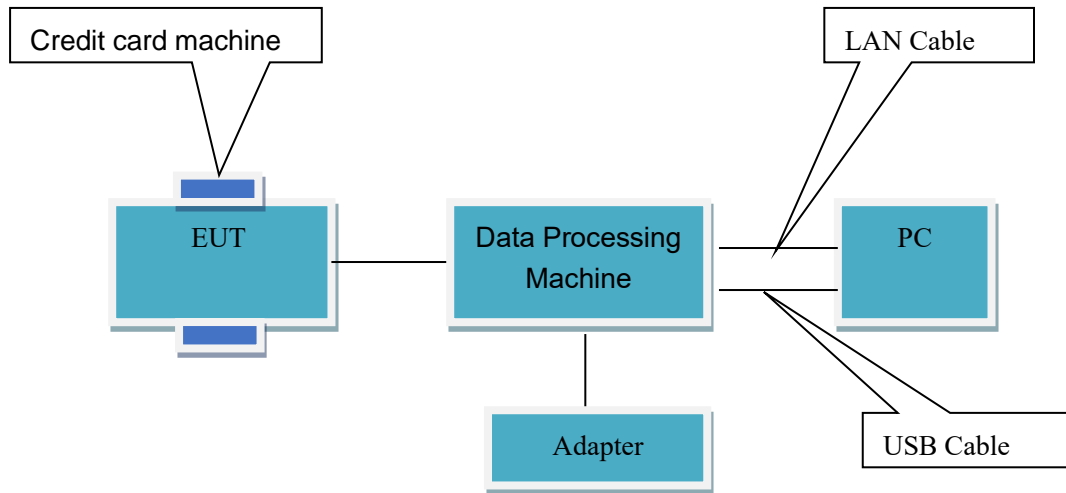 Credit card machine
LAN Cable
EUT
Data Processing
Machine
PC
Adapter
USB Cable